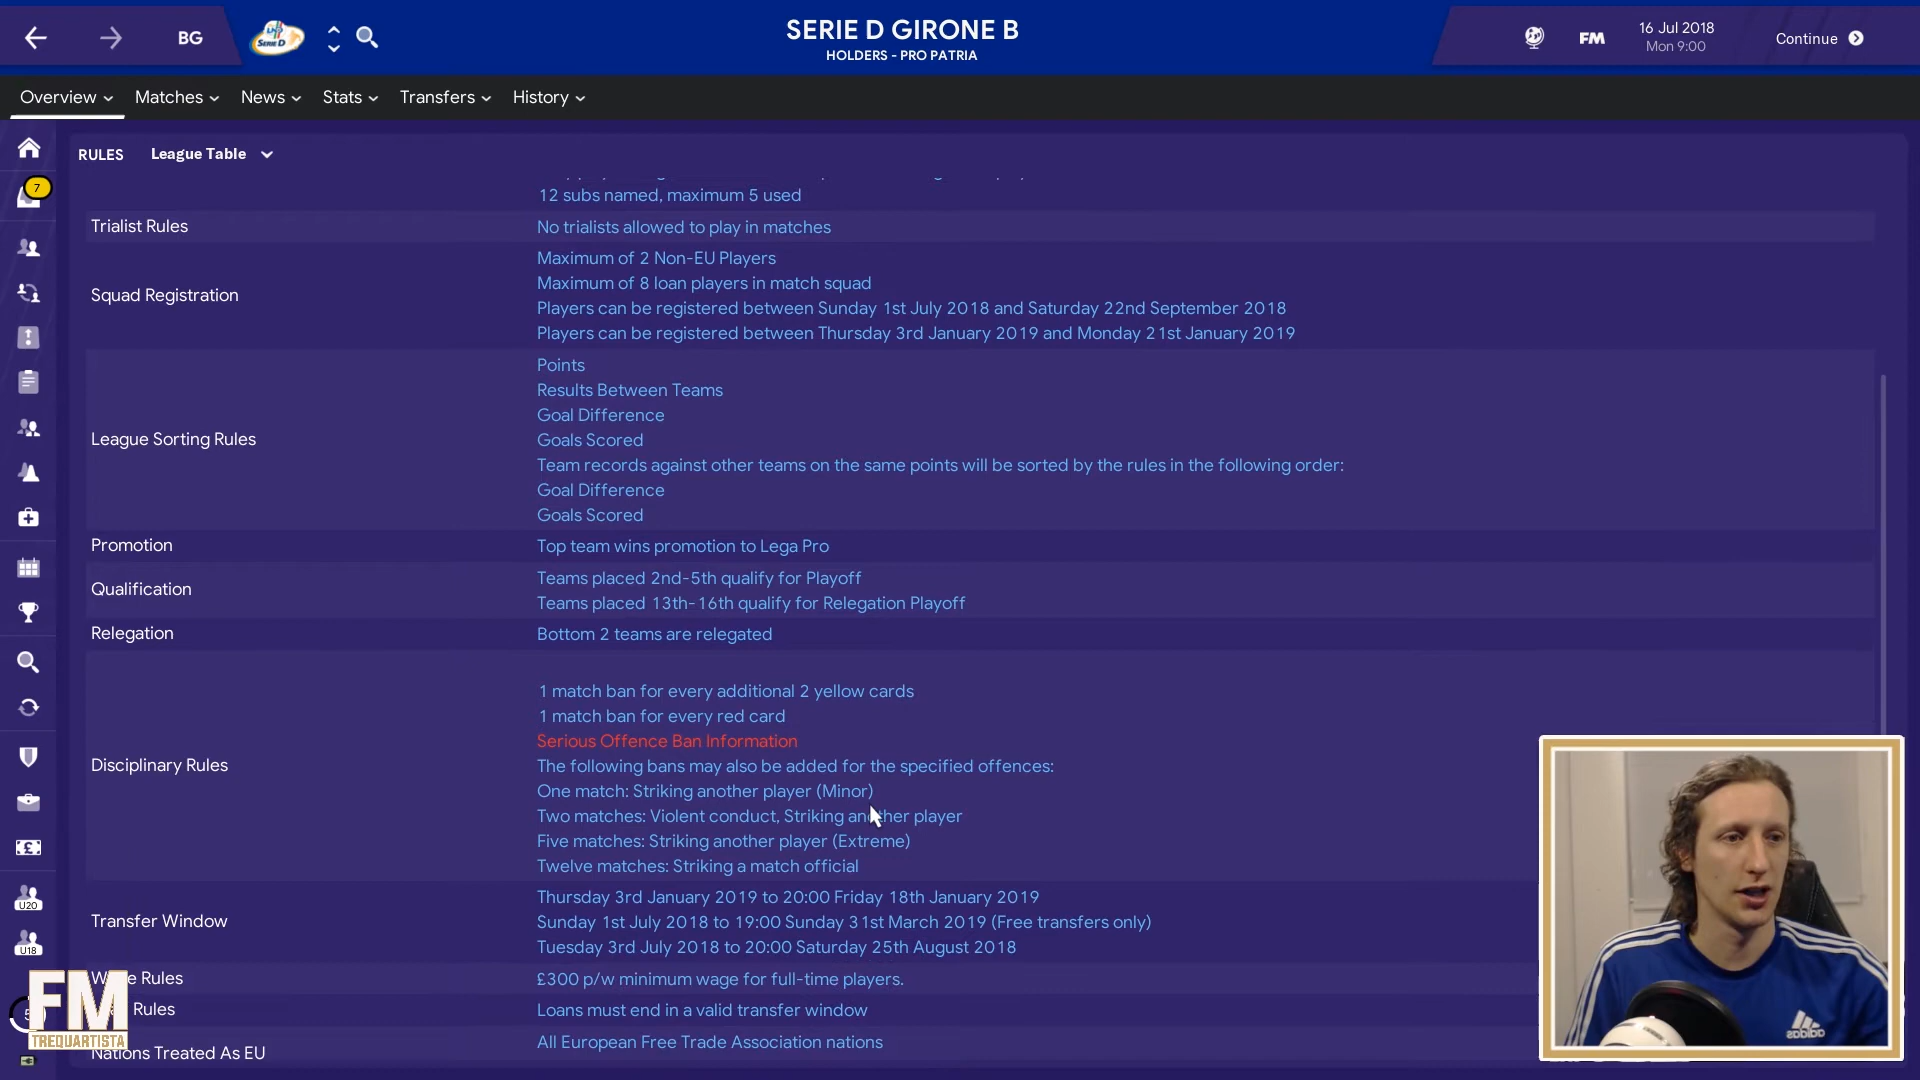 BG
SERIE D
SERIE D GIRONE B
HOLDERS - PRO PATRIA
FM
16 Jul 2018
Mon 9:00
Continue
Overview
Matches
News
Stats
Transfers
History
RULES
League Table
7
12 subs named, maximum 5 used
Trialist Rules
No trialists allowed to play in matches
Squad Registration
Maximum of 2 Non-EU Players
Maximum of 8 loan players in match squad
Players can be registered between Sunday 1st July 2018 and Saturday 22nd September 2018
Players can be registered between Thursday 3rd January 2019 and Monday 21st January 2019
League Sorting Rules
Points
Results Between Teams
Goal Difference
Goals Scored
Team records against other teams on the same points will be sorted by the rules in the following order:
Goal Difference
Goals Scored
Promotion
Top team wins promotion to Lega Pro
Qualification
Teams placed 2nd-5th qualify for Playoff
Teams placed 13th-16th qualify for Relegation Playoff
Relegation
Bottom 2 teams are relegated
Disciplinary Rules
1 match ban for every additional 2 yellow cards
1 match ban for every red card
Serious Offence Ban Information
The following bans may also be added for the specified offences:
One match: Striking another player (Minor)
Two matches: Violent conduct, Striking another player
Five matches: Striking another player (Extreme)
Twelve matches: Striking a match official
Transfer Window
Thursday 3rd January 2019 to 20:00 Friday 18th January 2019
Sunday 1st July 2018 to 19:00 Sunday 31st March 2019 (Free transfers only)
Tuesday 3rd July 2018 to 20:00 Saturday 25th August 2018
Rules
£300 p/w minimum wage for full-time players.
Rules
Loans must end in a valid transfer window
Nations Treated As EU
All European Free Trade Association nations
U20
U18
FM
TREQUARTISTA
adidas